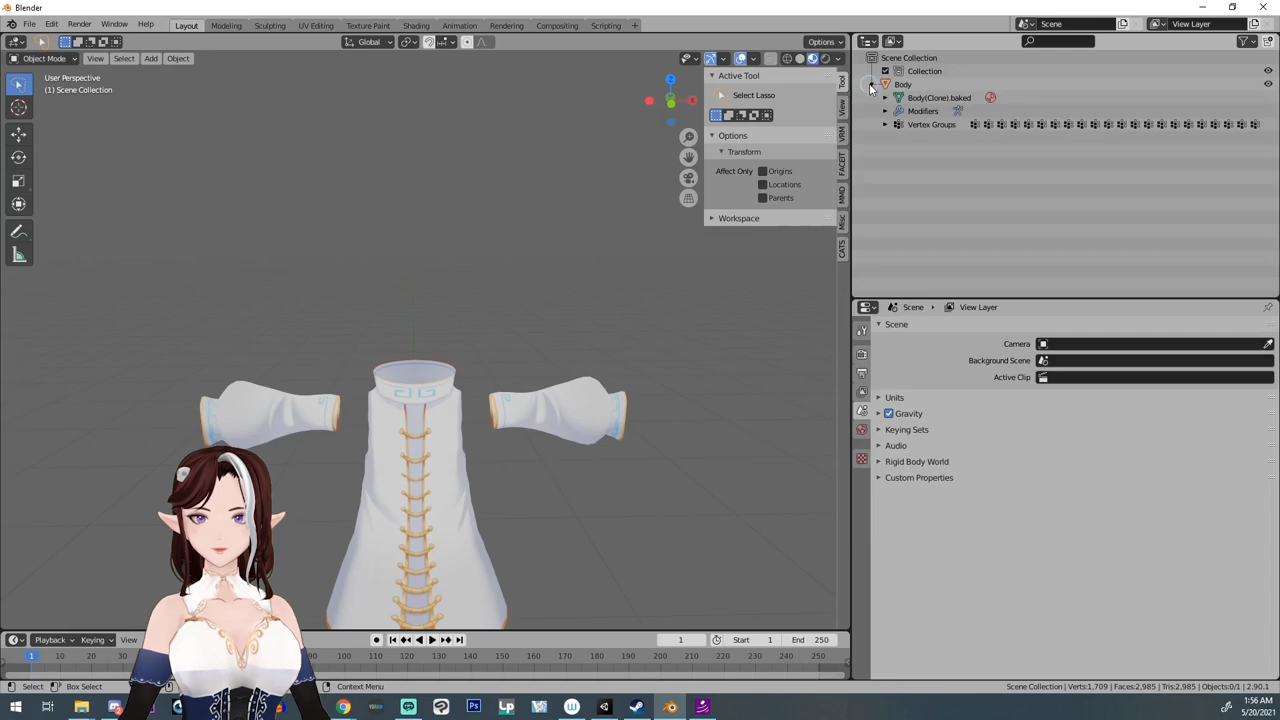 Blender
File Edit Render Window Help Layout Modeling Sculpting UV Editing Texture Paint Shading Animation Rendering Compositing Scripting + Scene View Layer
Global Options
Object Mode View Select Add Object
User Perspective
(1) Scene Collection
Z
X
Active Tool
Select Lasso
Options
Transform
Affect Only Origins
Locations
Parents
Workspace
Tool
View
VRM
FACEIT
MMD
Misc
CATS
Scene Collection
Collection
Body
Body(Clone).baked
Modifiers
Vertex Groups
Scene View Layer
Scene
Camera
Background Scene
Active Clip
Units
Gravity
Keying Sets
Audio
Rigid Body World
Custom Properties
Playback Keying View 1 Start 1 End 250
1 10 20 30 100 110 120 130 140 150 160 170 180 190 200 210 220 230 240 250
Select Box Select Context Menu Scene Collection | Verts:1,709 | Faces:2,985 | Tris:2,985 | Objects:0/1 | 2.90.1
Ps Lp 1:56 AM
5/20/2021